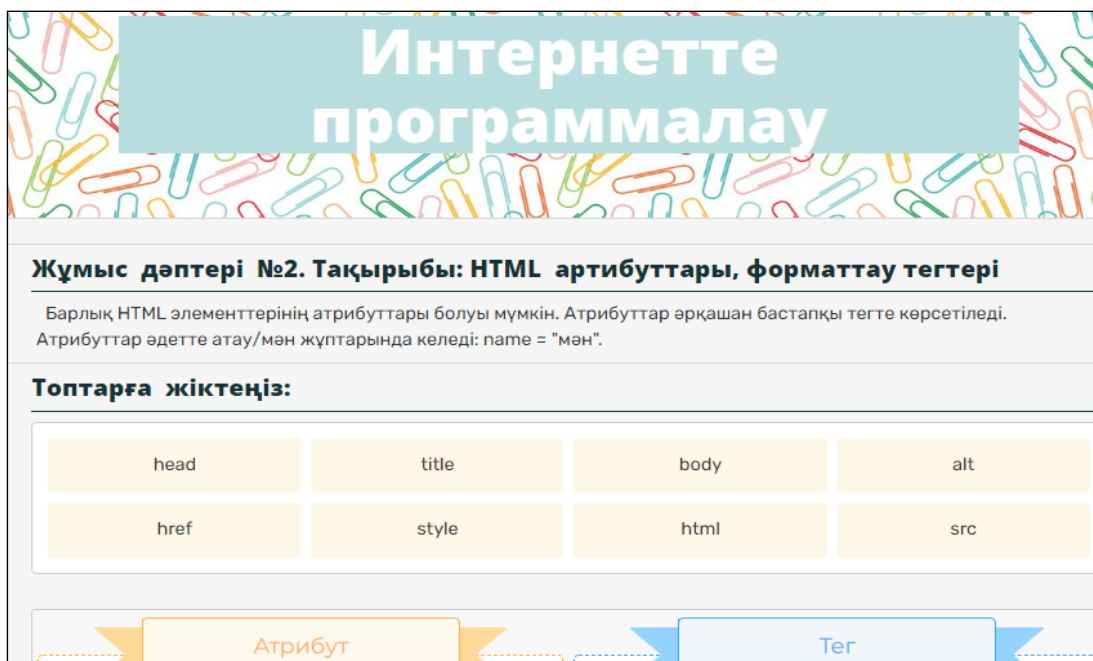 Интернетте
программалау
Жұмыс дәптері №2. Тақырыбы: HTML артибуттары, форматтау тегтері
Барлық HTML элементтерінің атрибуттары болуы мүмкін. Атрибуттар әрқашан бастапқы тегте көрсетіледі.
Атрибуттар әдетте атау/мән жұптарында келеді: name = "мән".
Топтарға жіктеңіз:
head title body alt
href style html src
Атрибут Тег